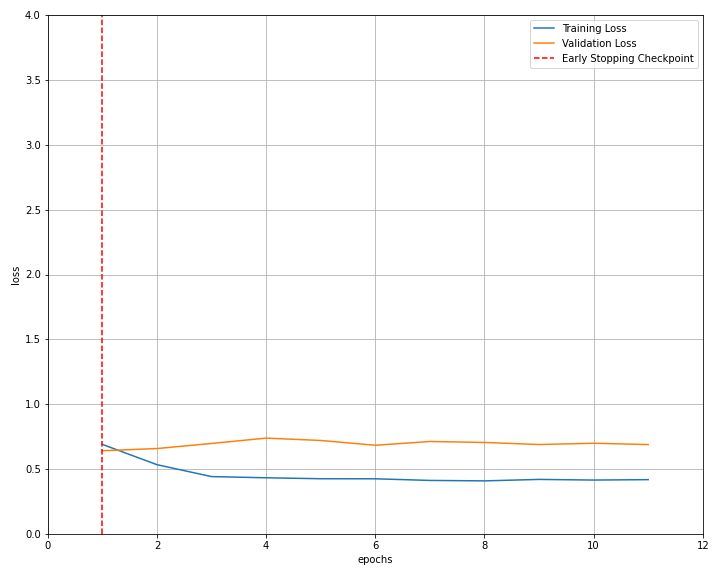 4.0
3.5
3.0
2.5
2.0
1.5
1.0
0.5
0.0
loss
0 2 4 6 8 10 12
epochs
Training Loss
Validation Loss
Early Stopping Checkpoint